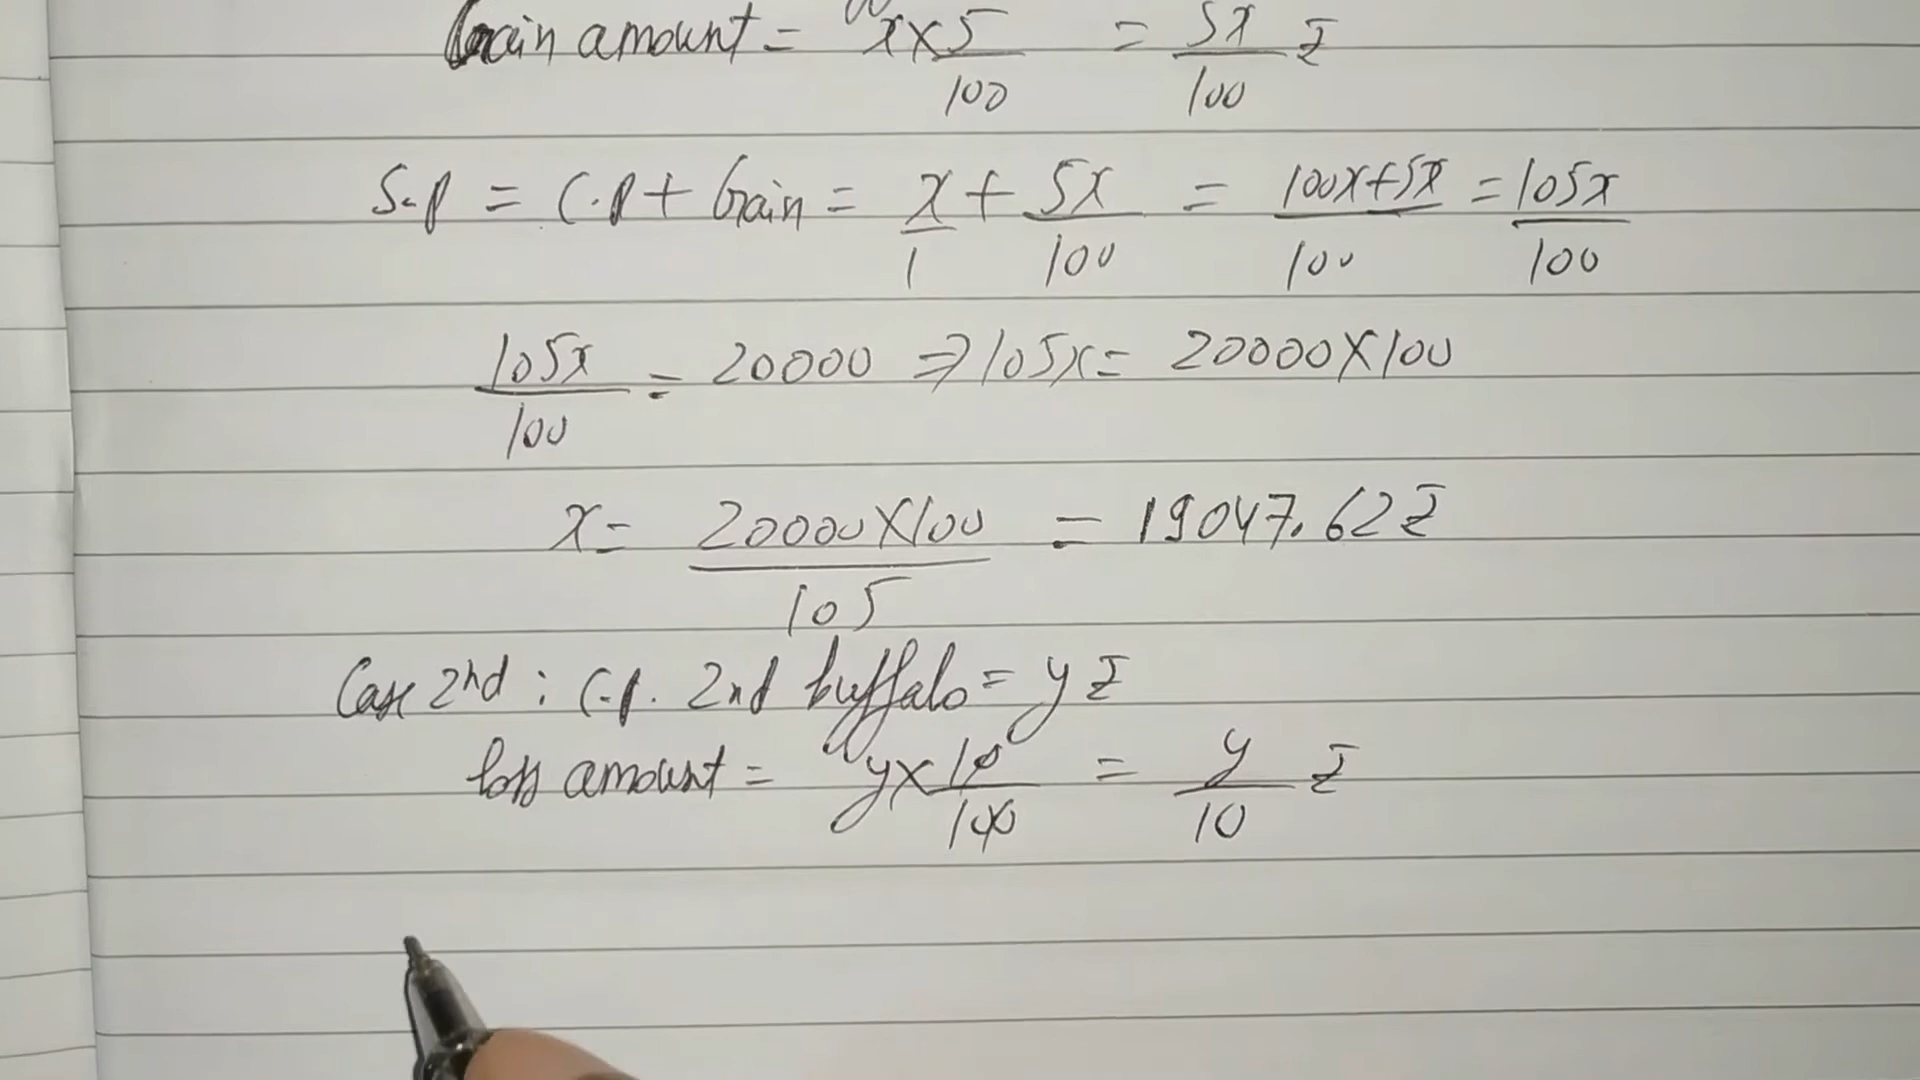 Gain amount = x × 5/100 = 5x/100 ₹
S.P = C.P + Gain = x/1 + 5x/100 = 100x+5x/100 = 105x/100
105x/100 = 20000 ⇒ 105x = 20000 × 100
x = 20000 × 100/105 = 19047.62 ₹
Case 2nd : C.P. 2nd buffalo = y ₹
loss amount = y × 10/100 = y/10 ₹